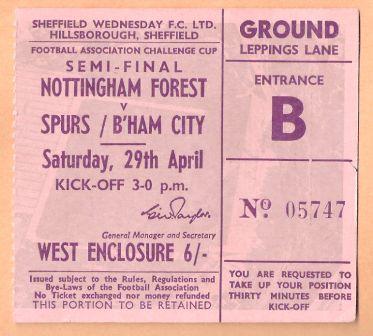 SHEFFIELD WEDNESDAY F.C. LTD.
HILLSBOROUGH, SHEFFIELD
FOOTBALL ASSOCIATION CHALLENGE CUP
SEMI-FINAL
NOTTINGHAM FOREST
v
SPURS / B'HAM CITY
Saturday, 29th April
KICK-OFF 3-0 p.m.
Eric Taylor
General Manager and Secretary
WEST ENCLOSURE 6/-
Issued subject to the Rules, Regulations and
Bye-Laws of the Football Association
No Ticket exchanged nor money refunded
THIS PORTION TO BE RETAINED
GROUND
LEPPINGS LANE
ENTRANCE
B
No. 05747
YOU ARE REQUESTED TO
TAKE UP YOUR POSITION
THIRTY MINUTES BEFORE
KICK-OFF